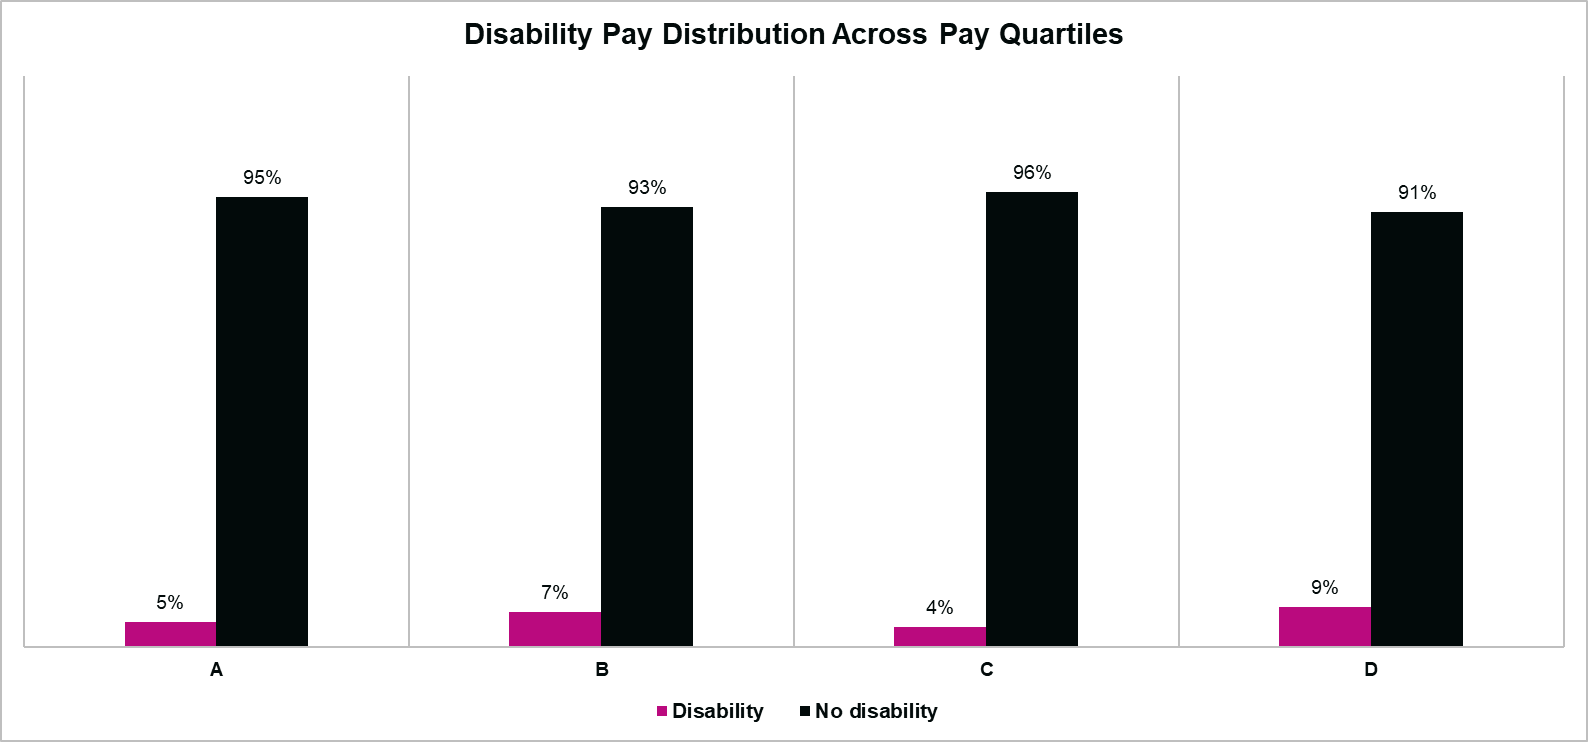 Disability Pay Distribution Across Pay Quartiles
95%
93%
96%
91%
5%
7%
4%
9%
A
B
C
D
Disability
No disability